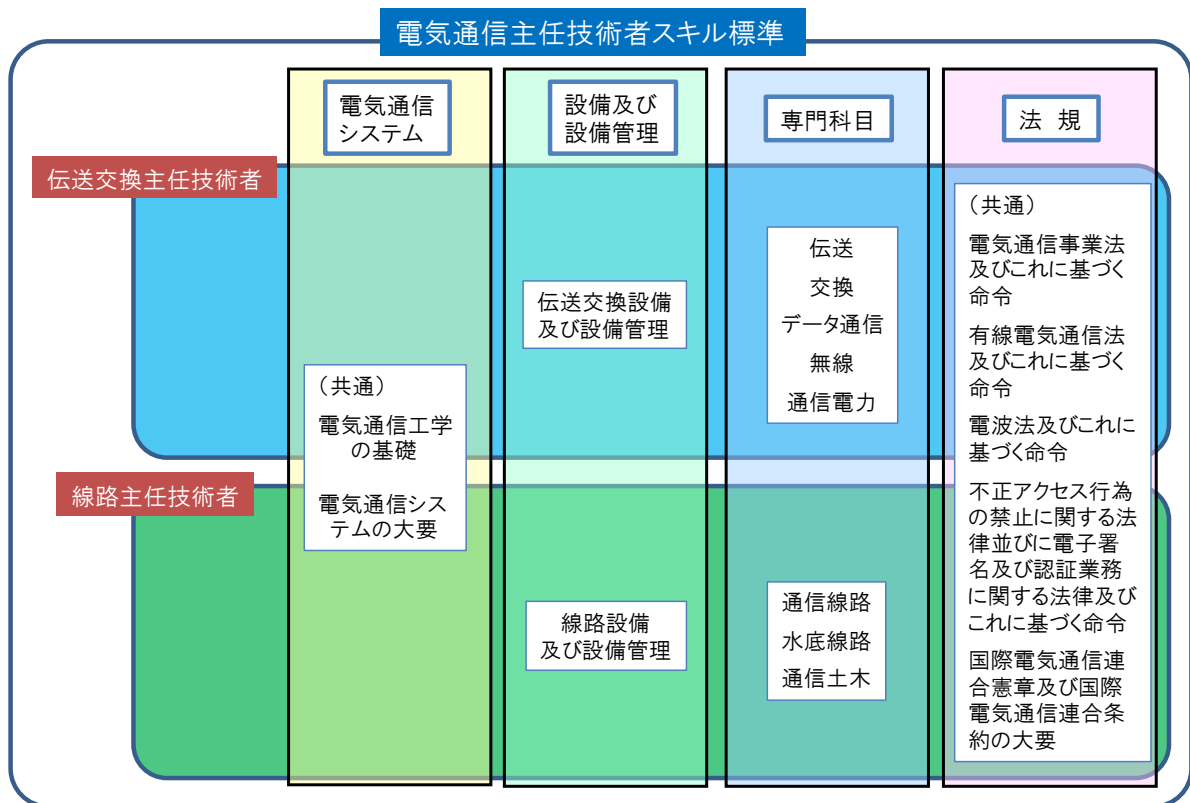 電気通信主任技術者スキル標準
電気通信
システム
設備及び
設備管理
専門科目
法 規
伝送交換主任技術者
線路主任技術者
（共通）
電気通信工学
の基礎
電気通信シス
テムの大要
伝送交換設備
及び設備管理
線路設備
及び設備管理
伝送
交換
データ通信
無線
通信電力
通信線路
水底線路
通信土木
（共通）
電気通信事業法
及びこれに基づく
命令
有線電気通信法
及びこれに基づく
命令
電波法及びこれに
基づく命令
不正アクセス行為
の禁止に関する法
律並びに電子署
名及び認証業務
に関する法律及び
これに基づく命令
国際電気通信連
合憲章及び国際
電気通信連合条
約の大要